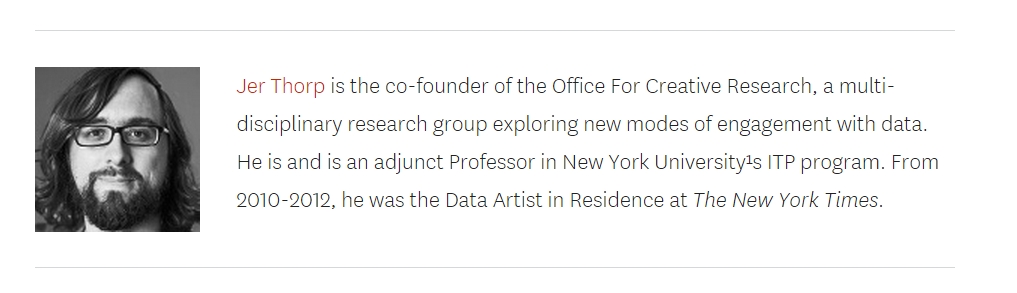 Jer Thorp is the co-founder of the Office For Creative Research, a multi-
disciplinary research group exploring new modes of engagement with data.
He is and is an adjunct Professor in New York University¹s ITP program. From
2010-2012, he was the Data Artist in Residence at The New York Times.